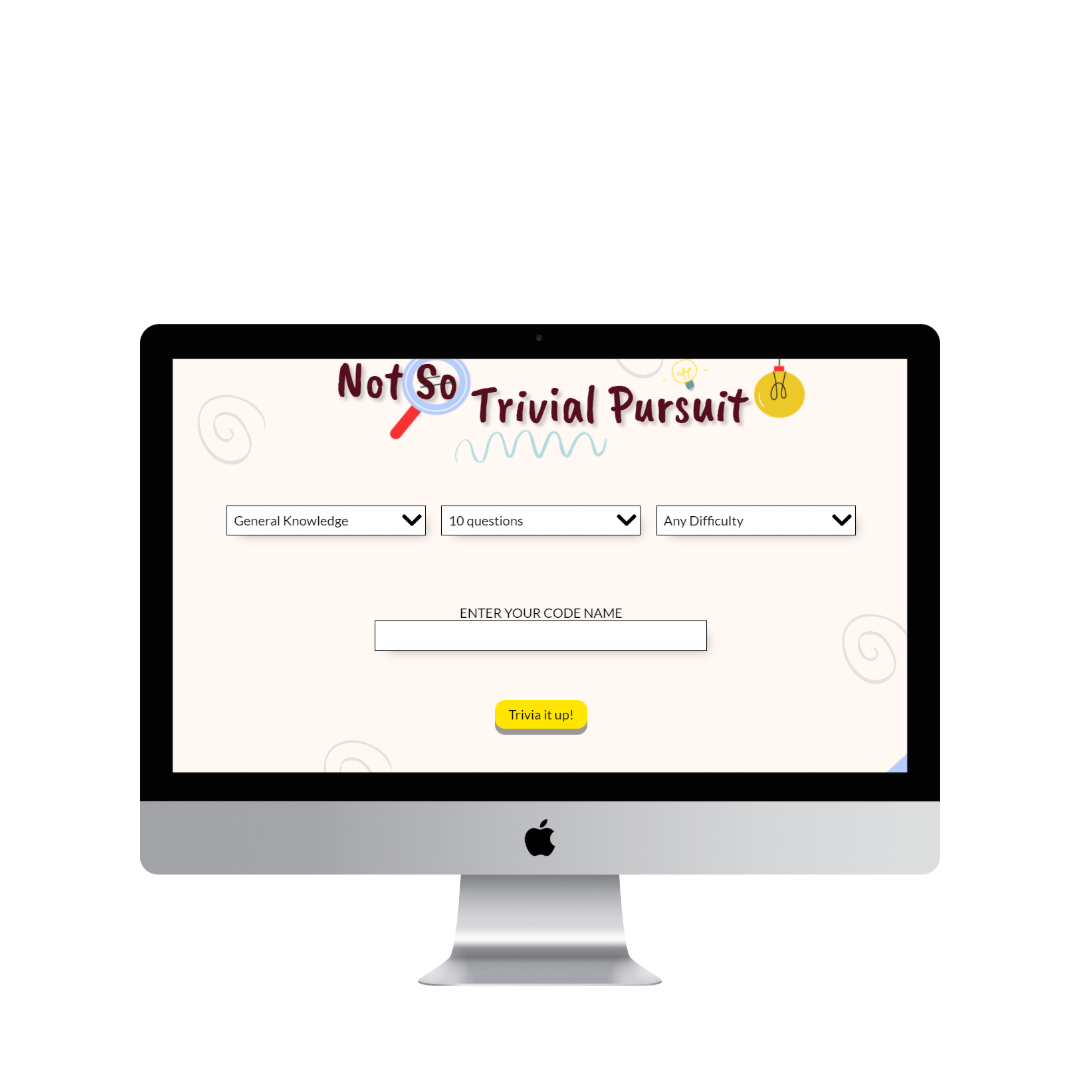 Not So
Trivial Pursuit
General Knowledge
10 questions
Any Difficulty
ENTER YOUR CODE NAME
Trivia it up!